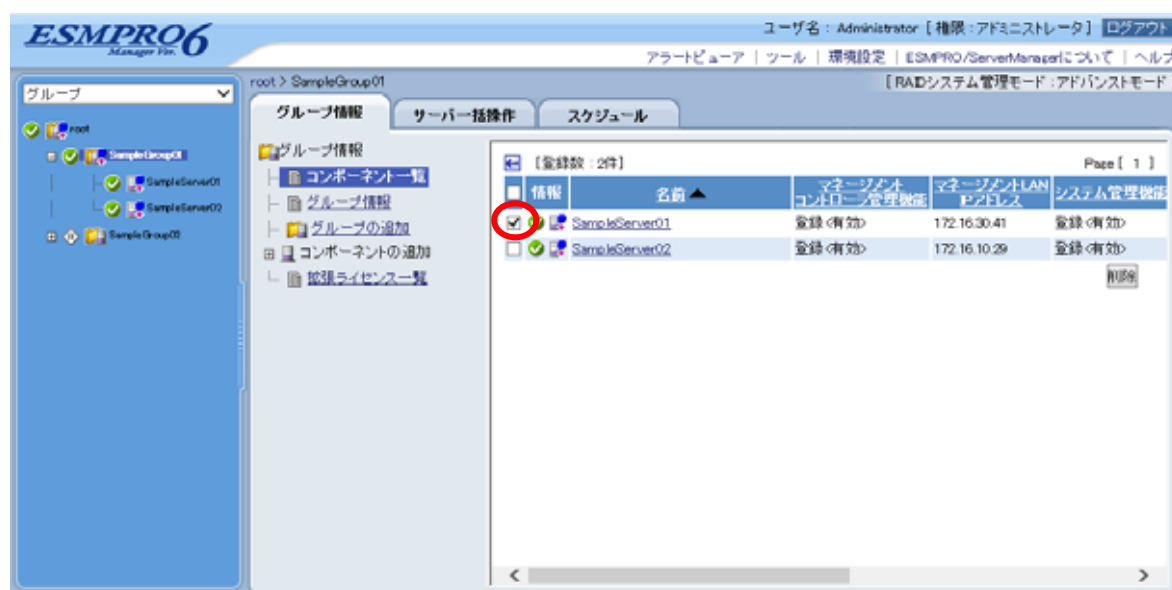 ESMPRO6
Manager Ver.
ユーザ名 : Administrator [ 権限 : アドミニストレータ ] ログアウト
アラートビューア | ツール | 環境設定 | ESMPRO/ServerManagerについて | ヘルプ
グループ
root > SampleGroup01
[ RAIDシステム管理モード : アドバンストモード
グループ情報
サーバー括操作
スケジュール
root
SampleGroup01
SampleServer01
SampleServer02
グループ情報
コンポーネント一覧
グループ情報
グループの追加
コンポーネントの追加
拡張ライセンス一覧
[登録数 : 2件]
Page [ 1 ]
情報 名前 ▲ マネージメントコントローラ管理機能 マネージメントLAN IPアドレス システム管理機能
SampleServer01 登録<有効> 172.16.30.41 登録<有効>
SampleServer02 登録<有効> 172.16.10.29 登録<有効>
削除